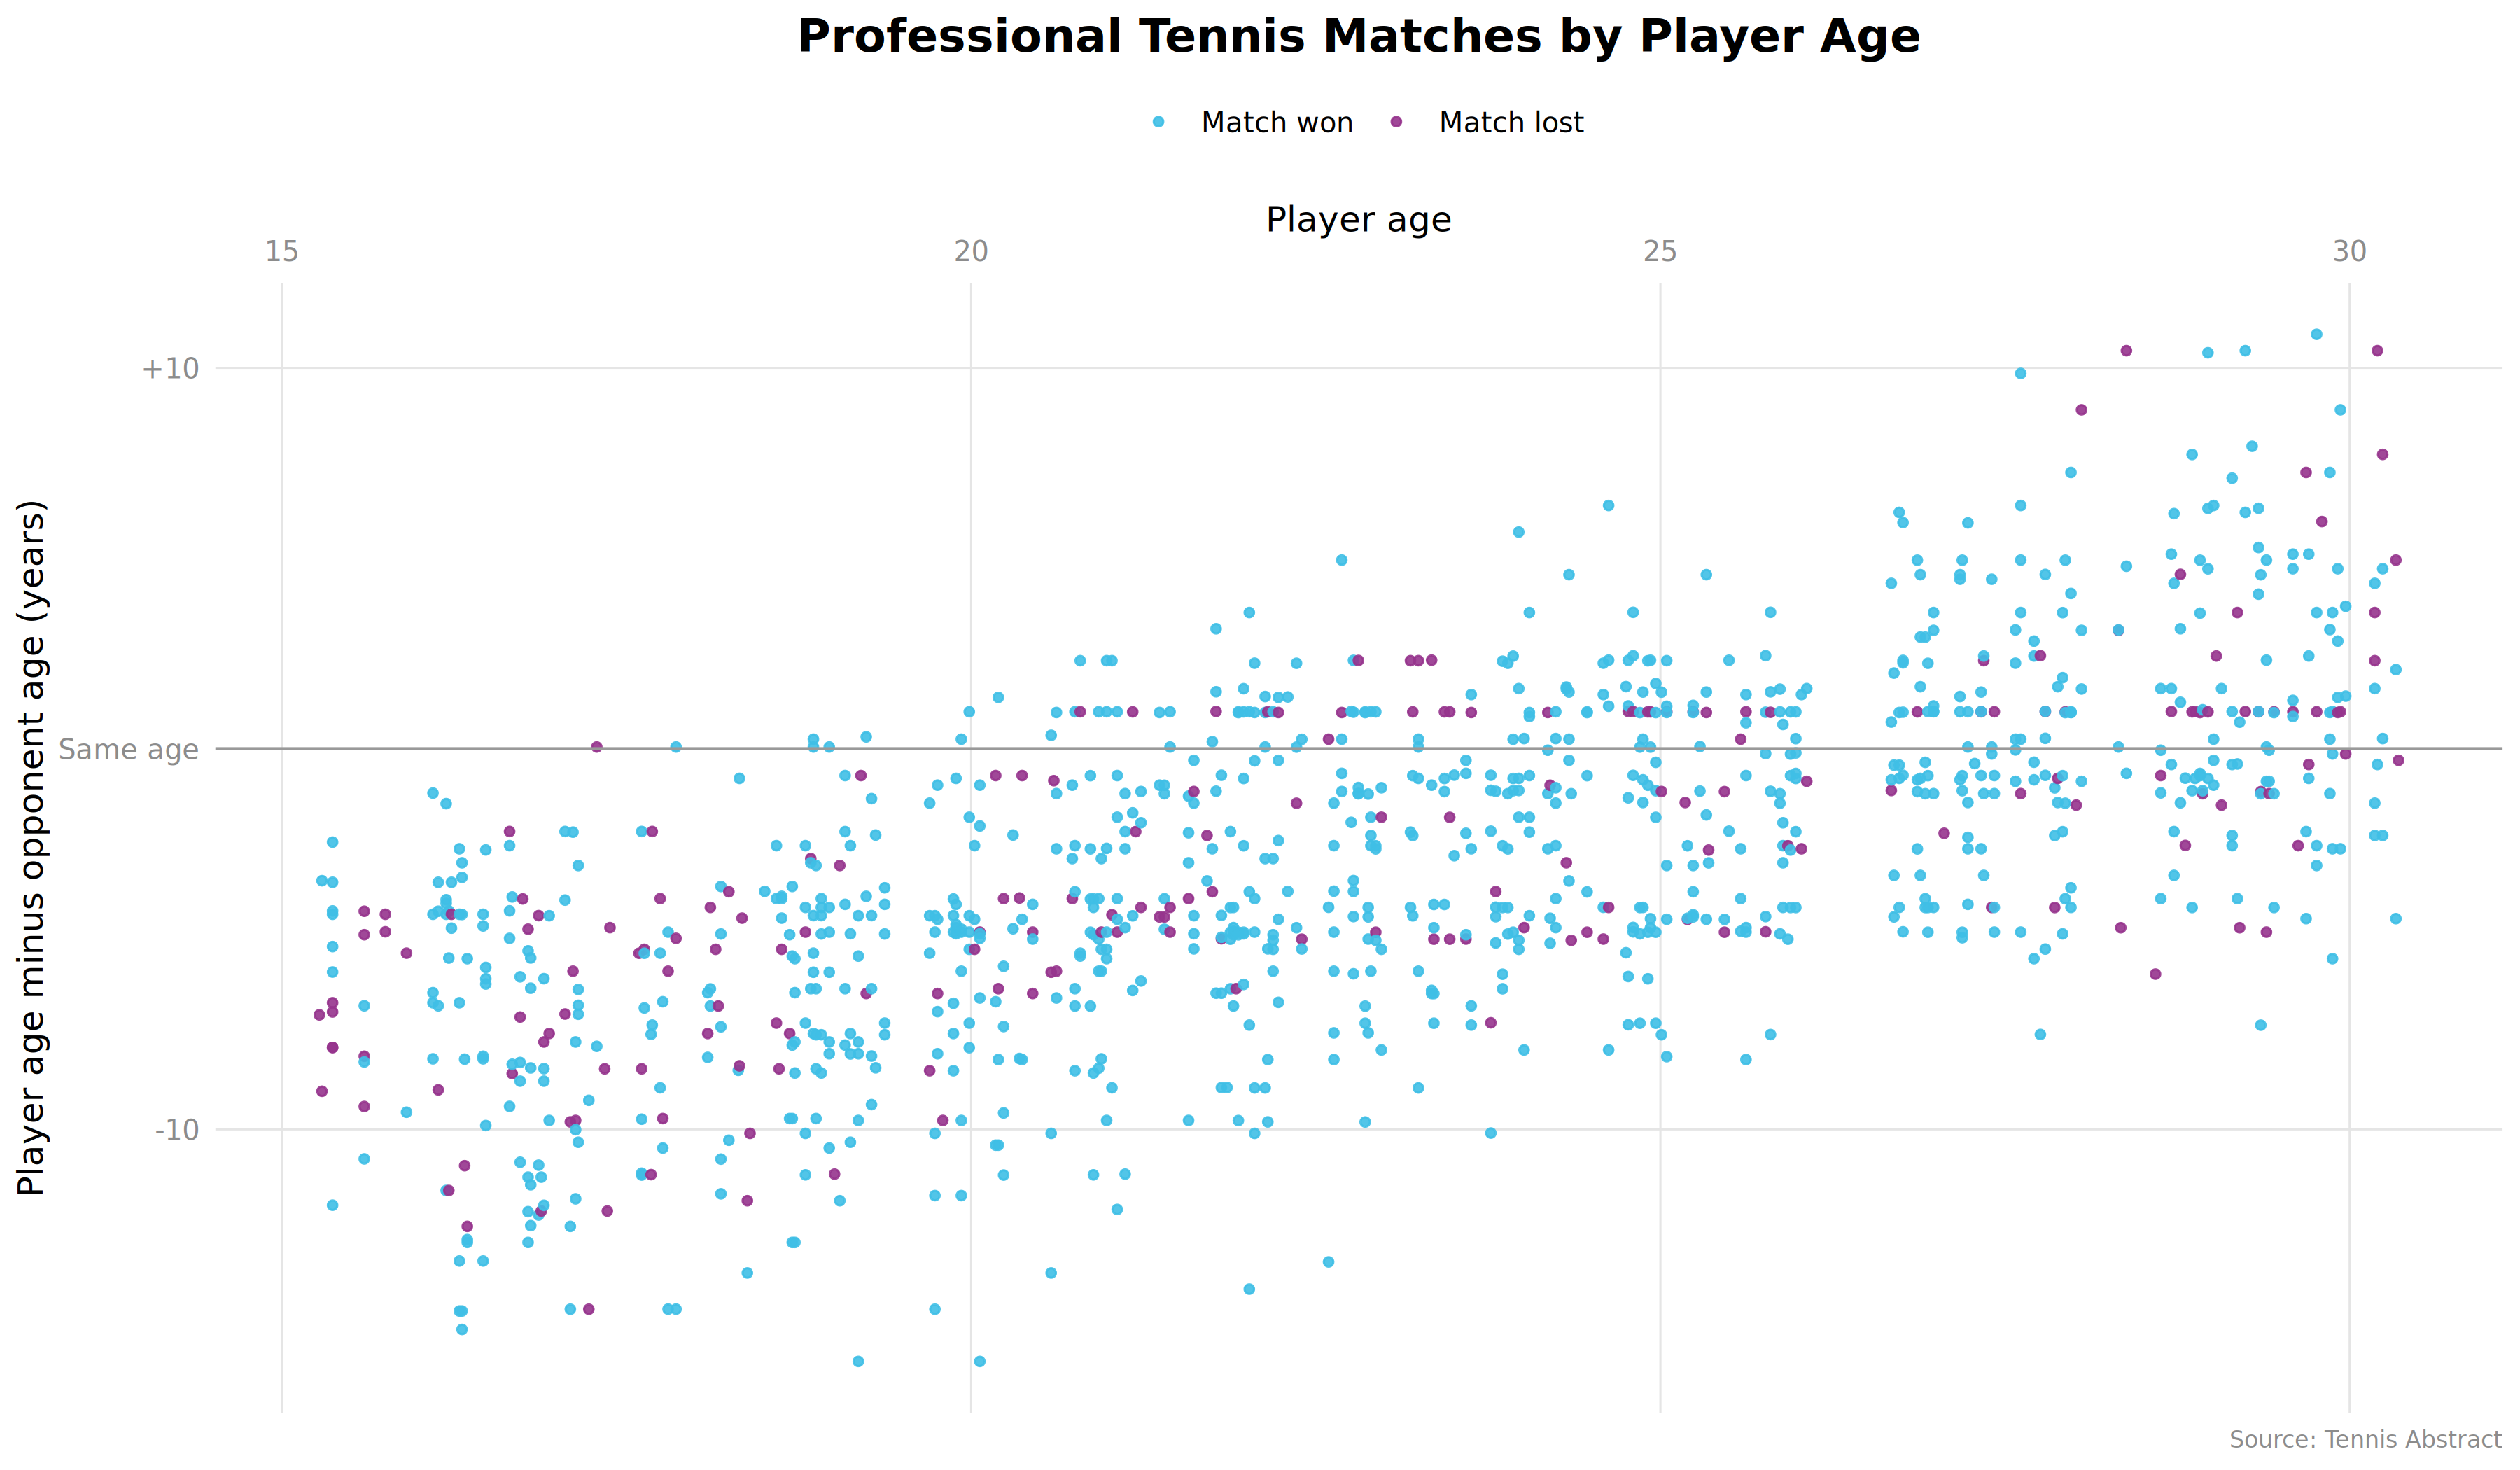 Professional Tennis Matches by Player Age
Match won
Match lost
Player age
15
20
25
30
+10
Same age
-10
Player age minus opponent age (years)
Source: Tennis Abstract